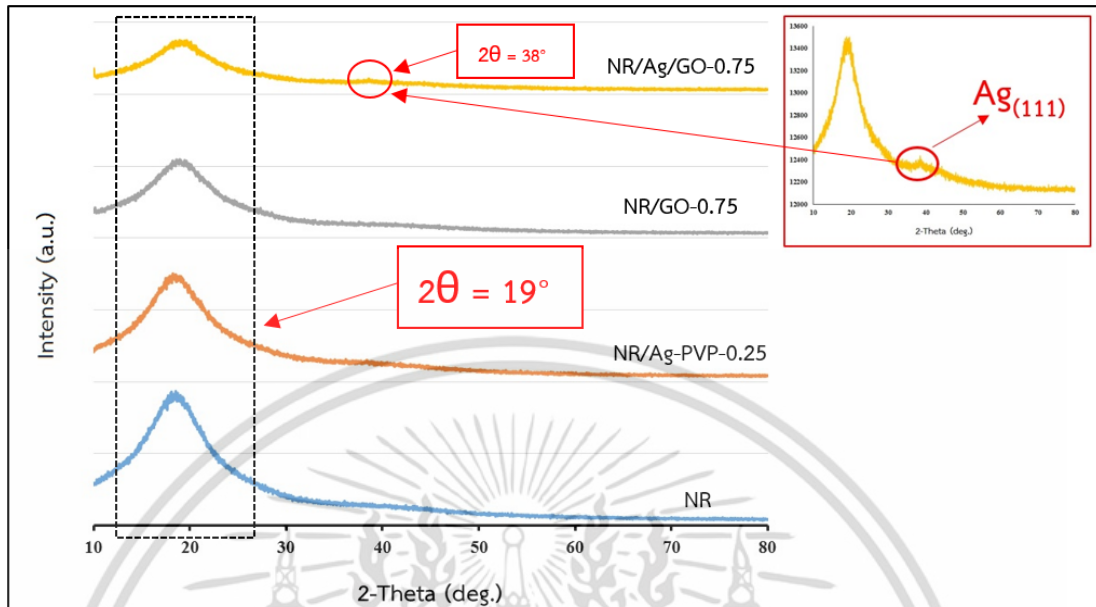 2θ = 38°
NR/Ag/GO-0.75
NR/GO-0.75
2θ = 19°
NR/Ag-PVP-0.25
NR
Intensity (a.u.)
10 20 30 40 50 60 70 80
2-Theta (deg.)
13600
13400
13200
13000
12800
12600
12400
12200
12000
Ag(111)
10 20 30 40 50 60 70 80
2-Theta (deg.)